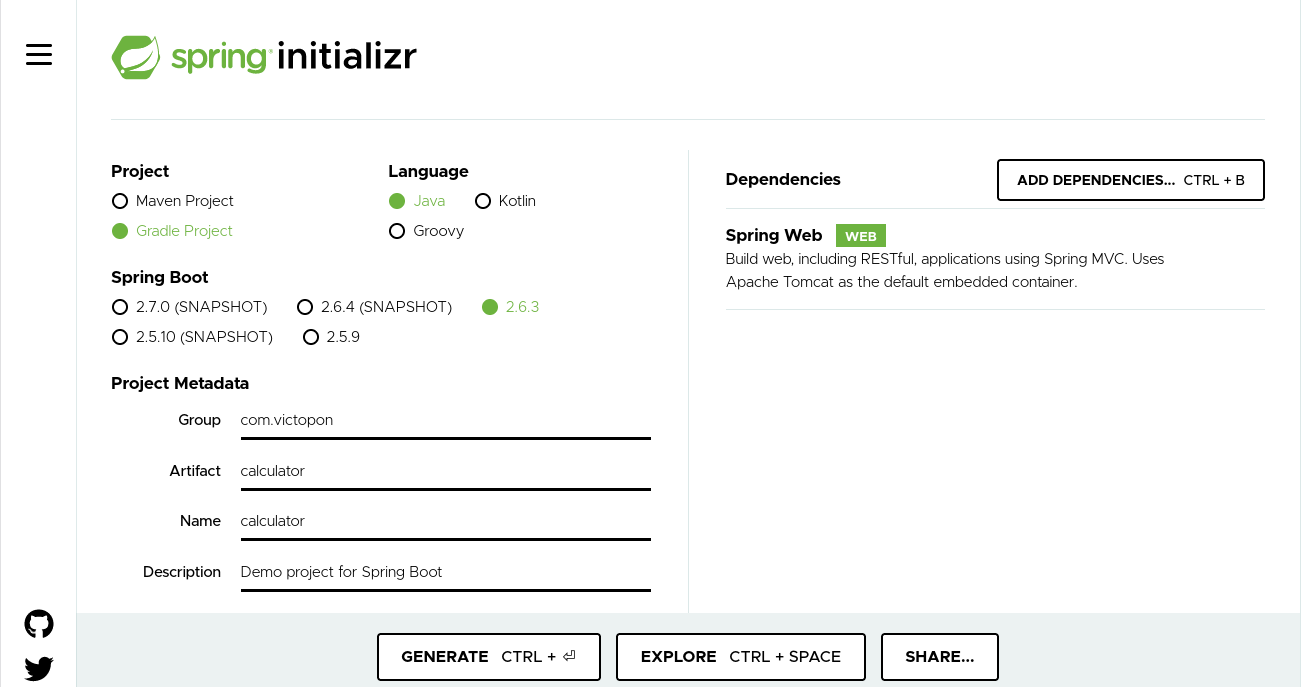 spring initializr
Project
Maven Project
Gradle Project
Language
Java Kotlin
Groovy
Spring Boot
2.7.0 (SNAPSHOT) 2.6.4 (SNAPSHOT) 2.6.3
2.5.10 (SNAPSHOT) 2.5.9
Project Metadata
Group com.victopon
Artifact calculator
Name calculator
Description Demo project for Spring Boot
Dependencies ADD DEPENDENCIES... CTRL + B
Spring Web WEB
Build web, including RESTful, applications using Spring MVC. Uses
Apache Tomcat as the default embedded container.
GENERATE CTRL + ⏎ EXPLORE CTRL + SPACE SHARE...